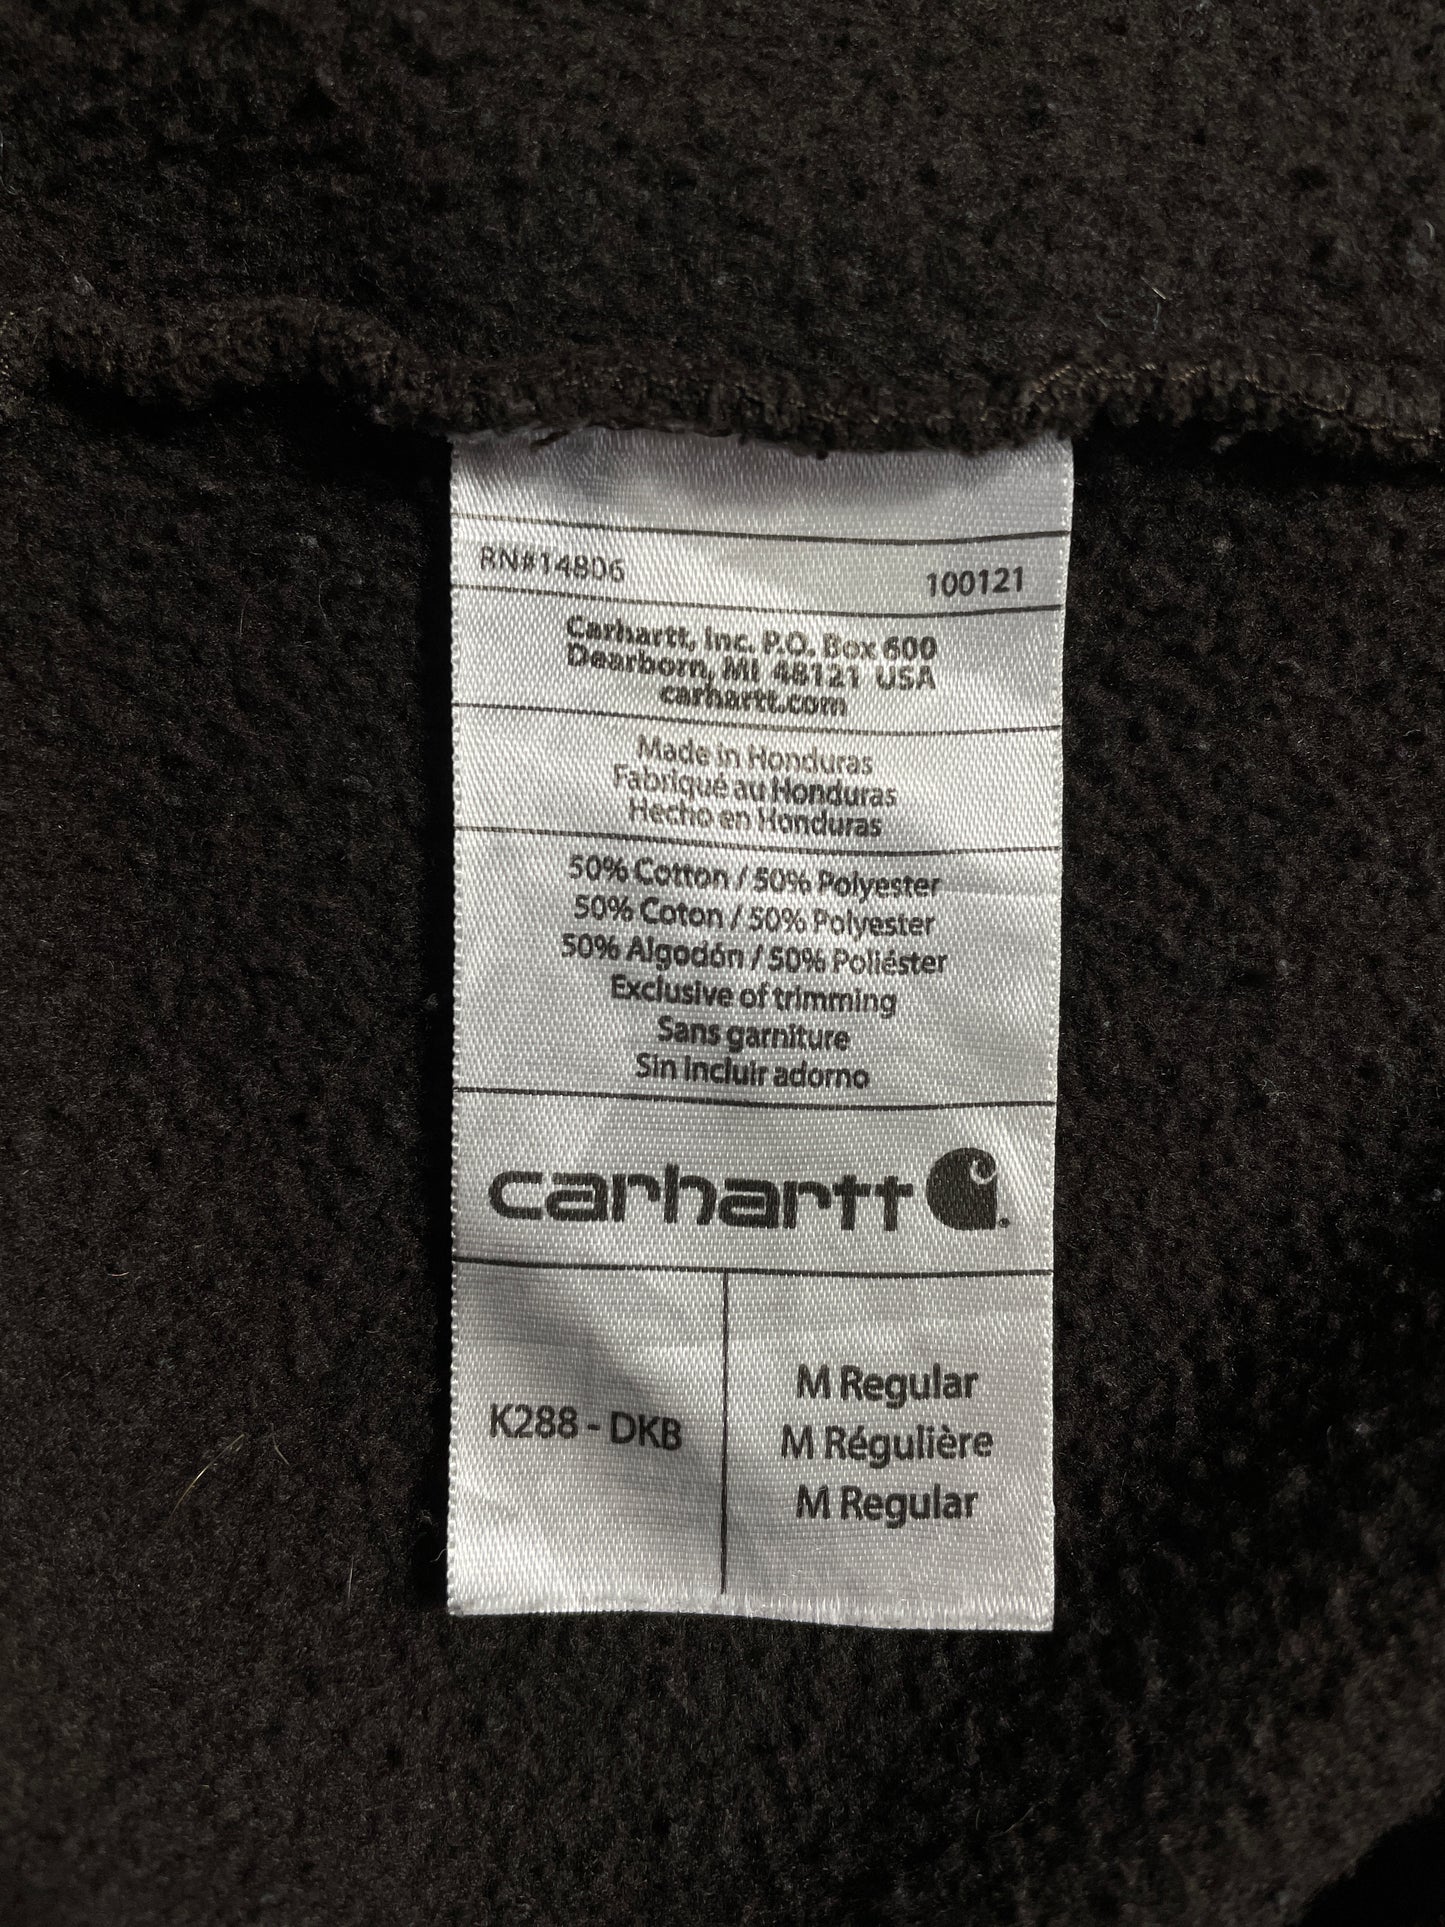 RN#14806 100121
Carhartt, Inc. P.O. Box 600
Dearborn, MI 48121 USA
carhartt.com
Made in Honduras
Fabriqué au Honduras
Hecho en Honduras
50% Cotton / 50% Polyester
50% Coton / 50% Polyester
50% Algodón / 50% Poliéster
Exclusive of trimming
Sans garniture
Sin incluir adorno
carhartt
K288 - DKB
M Regular
M Régulière
M Regular